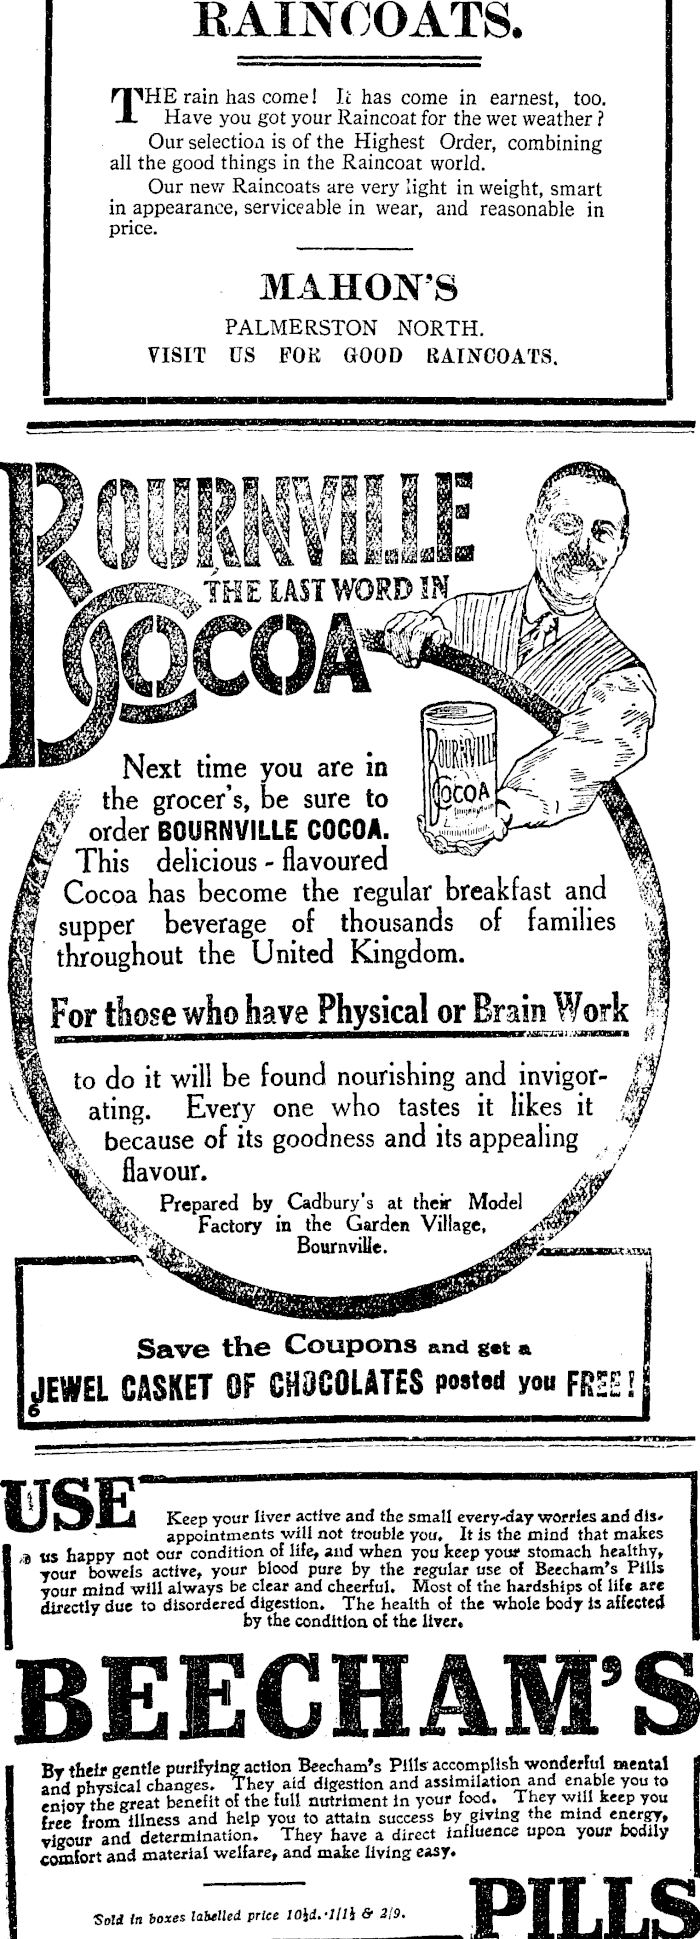 RAINCOATS.
THE rain has come! It has come in earnest, too.
Have you got your Raincoat for the wet weather?
Our selection is of the Highest Order, combining
all the good things in the Raincoat world.
Our new Raincoats are very light in weight, smart
in appearance, serviceable in wear, and reasonable in
price.
MAHON'S
PALMERSTON NORTH.
VISIT US FOR GOOD RAINCOATS.
BOURNVILLE
THE LAST WORD IN
COCOA
BOURNVILLE
COCOA
Next time you are in
the grocer's, be sure to
order BOURNVILLE COCOA.
This delicious-flavoured
Cocoa has become the regular breakfast and
supper beverage of thousands of families
throughout the United Kingdom.
For those who have Physical or Brain Work
to do it will be found nourishing and invigor-
ating. Every one who tastes it likes it
because of its goodness and its appealing
flavour.
Prepared by Cadbury's at their Model
Factory in the Garden Village,
Bournville.
Save the Coupons and get a
JEWEL CASKET OF CHOCOLATES posted you FREE!
6
USE
Keep your liver active and the small every-day worries and dis-
appointments will not trouble you. It is the mind that makes
us happy not our condition of life, and when you keep your stomach healthy,
your bowels active, your blood pure by the regular use of Beecham's Pills
your mind will always be clear and cheerful. Most of the hardships of life are
directly due to disordered digestion. The health of the whole body is affected
by the condition of the liver.
BEECHAM'S
By their gentle purifying action Beecham's Pills accomplish wonderful mental
and physical changes. They aid digestion and assimilation and enable you to
enjoy the great benefit of the full nutriment in your food. They will keep you
free from illness and help you to attain success by giving the mind energy,
vigour and determination. They have a direct influence upon your bodily
comfort and material welfare, and make living easy.
Sold in boxes labelled price 10½d. 1/1½ & 2/9.
PILLS